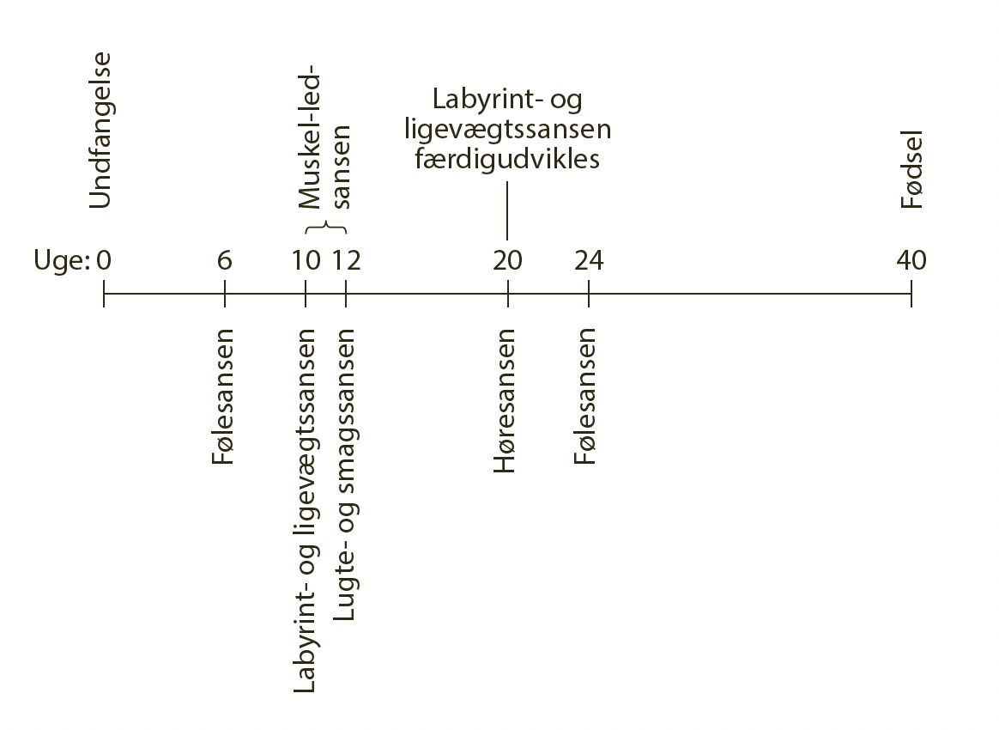 Undfangelse
Muskel-led-
sansen
Labyrint- og
ligevægtssansen
færdigudvikles
Fødsel
Uge: 0 6 10 12 20 24 40
Følesansen
Labyrint- og ligevægtssansen
Lugte- og smagssansen
Høresansen
Følesansen